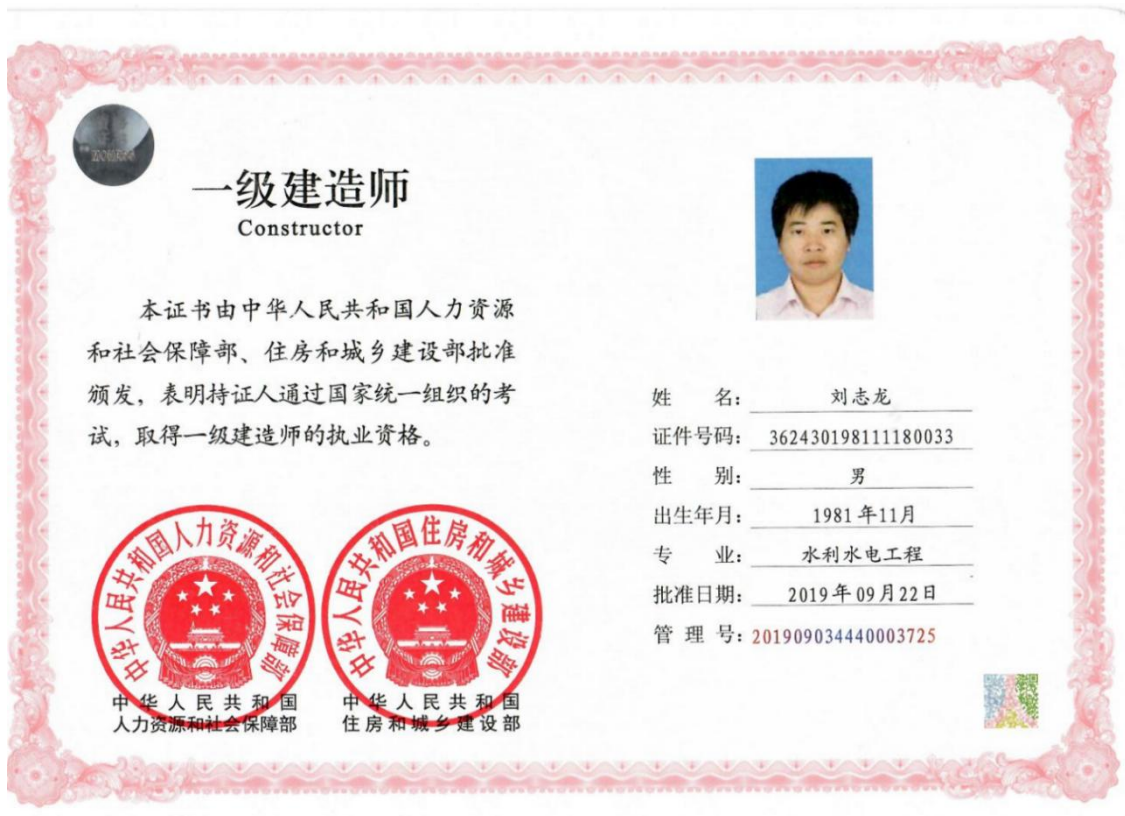 一级建造师
Constructor
本证书由中华人民共和国人力资源
和社会保障部、住房和城乡建设部批准
颁发，表明持证人通过国家统一组织的考
试，取得一级建造师的执业资格。
中华人民共和国人力资源和社会保障部
中华人民共和国住房和城乡建设部
中华人民共和国
人力资源和社会保障部
中华人民共和国
住房和城乡建设部
姓 名： 刘志龙
证件号码： 362430198111180033
性 别： 男
出生年月： 1981年11月
专 业： 水利水电工程
批准日期： 2019年09月22日
管 理 号：201909034440003725